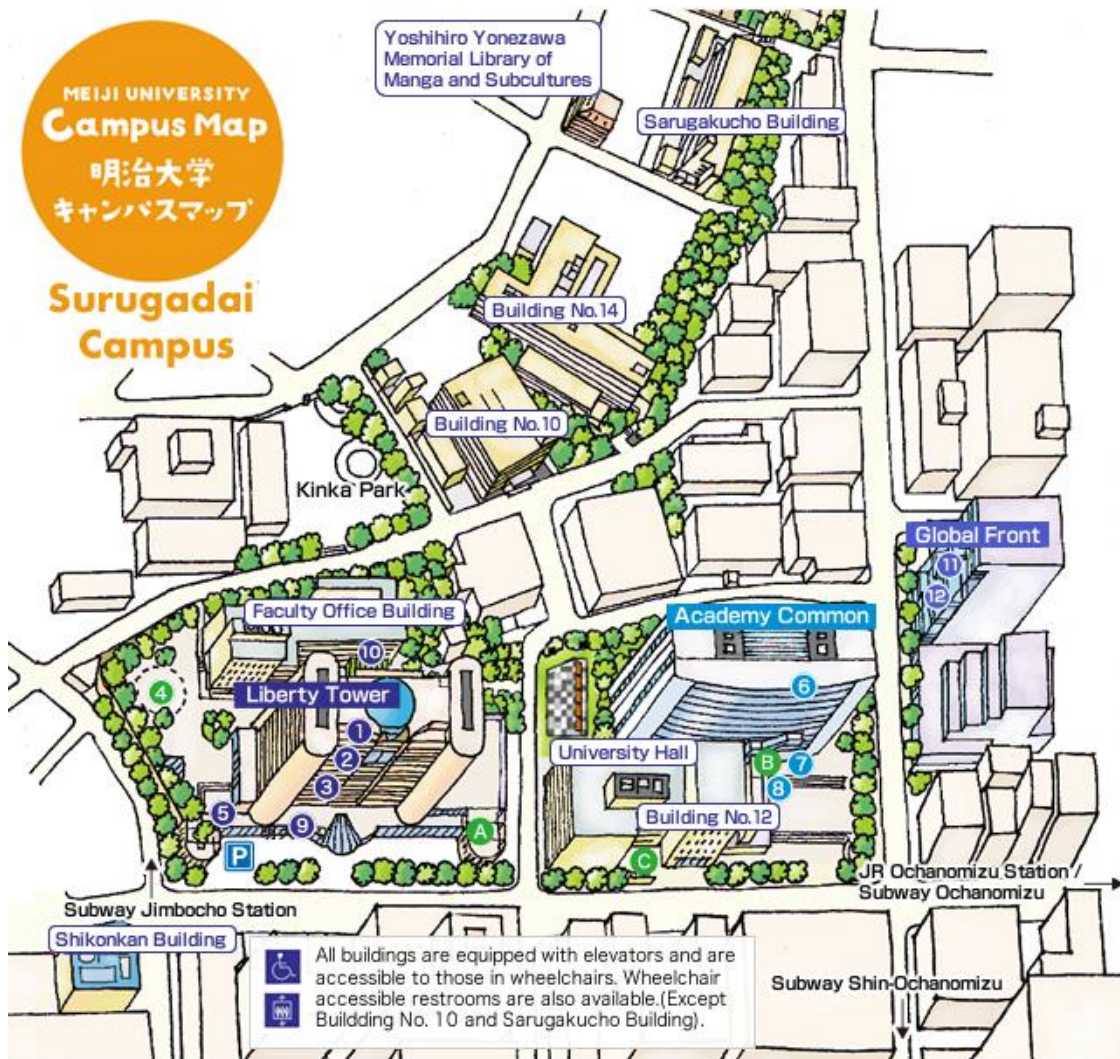 MEIJI UNIVERSITY
Campus Map
明治大学
キャンパスマップ
Surugadai
Campus
Yoshihiro Yonezawa
Memorial Library of
Manga and Subcultures
Sarugakucho Building
Building No.14
Building No.10
Kinka Park
Global Front
11
12
Faculty Office Building
10
Academy Common
4
Liberty Tower
6
1
2
University Hall
B
7
3
8
5
9
Building No.12
A
P
C
JR Ochanomizu Station /
Subway Ochanomizu
Subway Jimbocho Station
Shikonkan Building
Subway Shin-Ochanomizu
All buildings are equipped with elevators and are
accessible to those in wheelchairs. Wheelchair
accessible restrooms are also available.(Except
Buildding No. 10 and Sarugakucho Building).